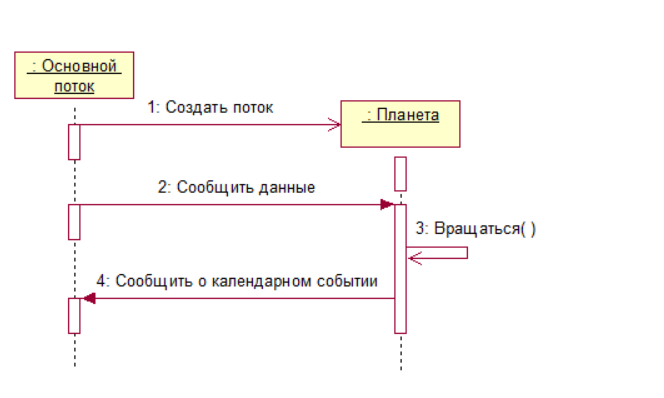 : Основной
поток
1: Создать поток
: Планета
2: Сообщить данные
3: Вращаться( )
4: Сообщить о календарном событии